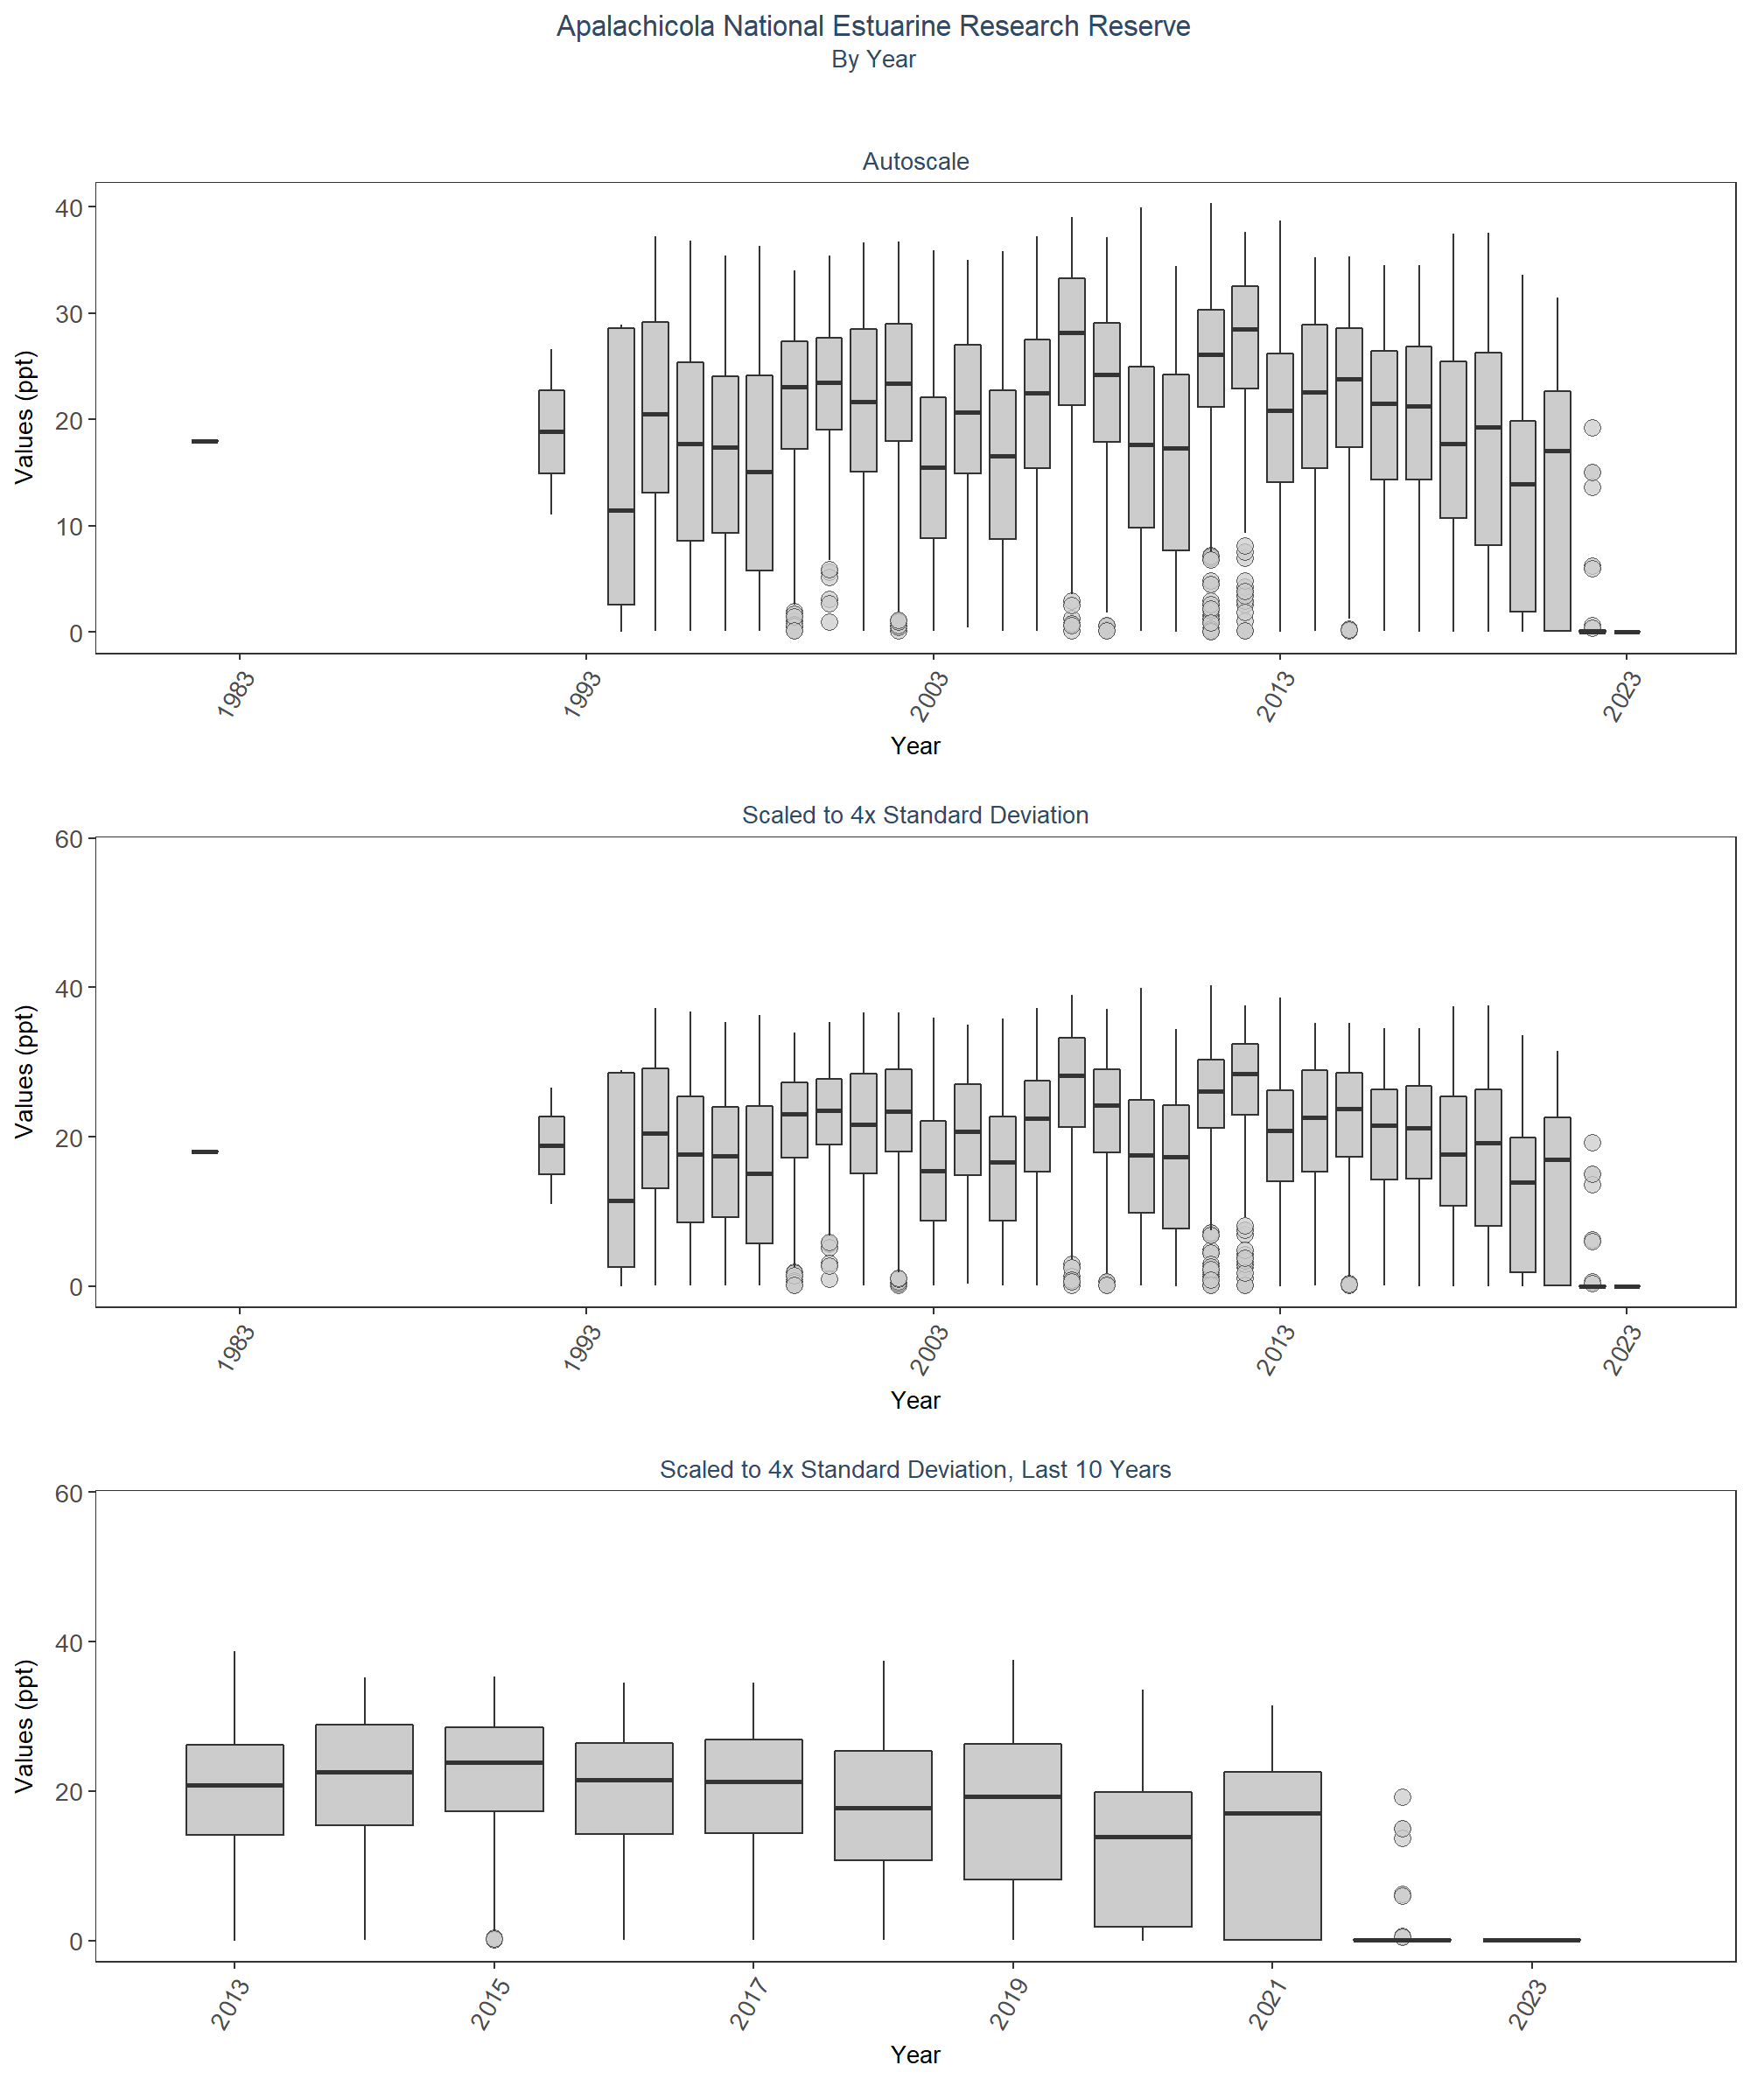 Apalachicola National Estuarine Research Reserve
By Year
Autoscale
Values (ppt)
40
30
20
10
0
1983
1993
2003
2013
2023
Year
Scaled to 4x Standard Deviation
Values (ppt)
60
40
20
0
1983
1993
2003
2013
2023
Year
Scaled to 4x Standard Deviation, Last 10 Years
Values (ppt)
60
40
20
0
2013
2015
2017
2019
2021
2023
Year